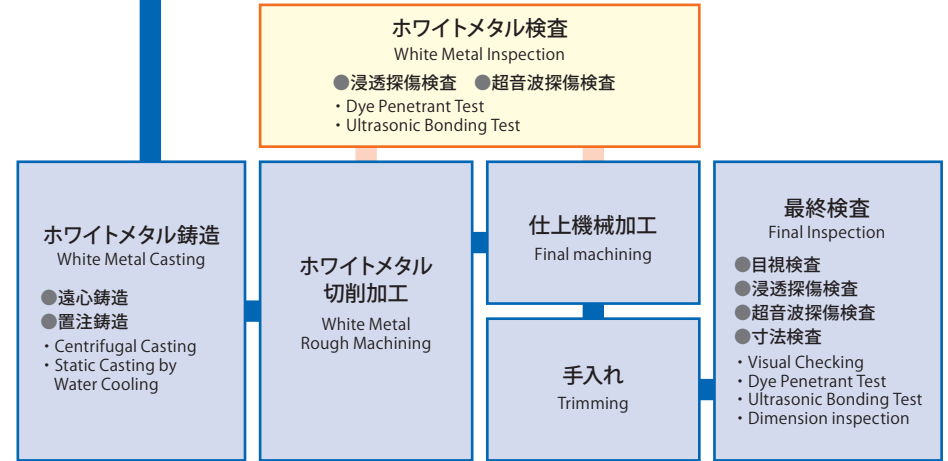 ホワイトメタル検査
White Metal Inspection
●浸透探傷検査 ●超音波探傷検査
・Dye Penetrant Test
・Ultrasonic Bonding Test
ホワイトメタル鋳造
White Metal Casting
●遠心鋳造
●置注鋳造
・Centrifugal Casting
・Static Casting by
Water Cooling
ホワイトメタル
切削加工
White Metal
Rough Machining
仕上機械加工
Final machining
手入れ
Trimming
最終検査
Final Inspection
●目視検査
●浸透探傷検査
●超音波探傷検査
●寸法検査
・Visual Checking
・Dye Penetrant Test
・Ultrasonic Bonding Test
・Dimension inspection